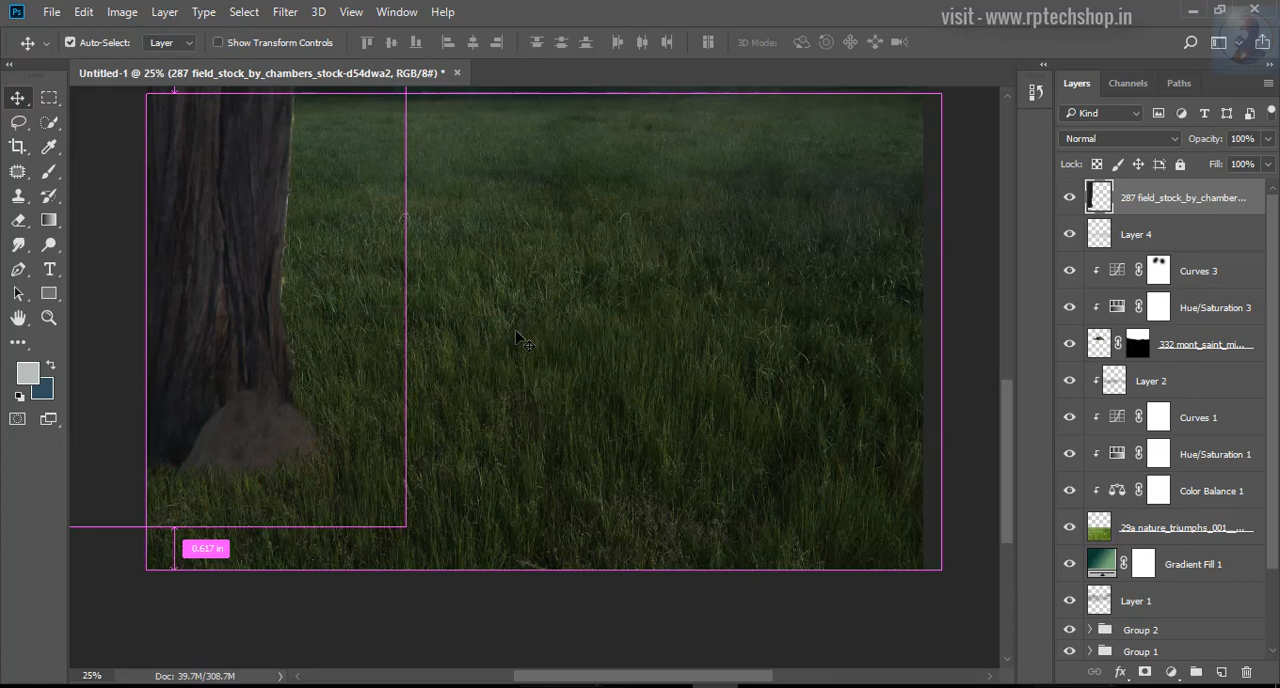 visit - www.rptechshop.in
Ps File Edit Image Layer Type Select Filter 3D View Window Help
Auto-Select: Layer Show Transform Controls 3D Mode:
Untitled-1 @ 25% (287 field_stock_by_chambers_stock-d54dwa2, RGB/8#) *
Layers Channels Paths
Kind
Normal Opacity: 100%
Lock: Fill: 100%
287 field_stock_by_chamber...
Layer 4
Curves 3
Hue/Saturation 3
332 mont_saint_mi...
Layer 2
Curves 1
Hue/Saturation 1
Color Balance 1
29a nature_triumphs_001__...
Gradient Fill 1
Layer 1
Group 2
Group 1
0.617 in
25% Doc: 39.7M/308.7M